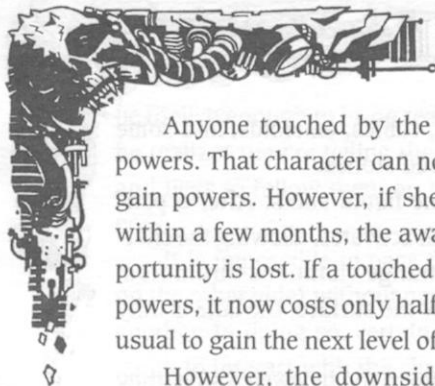 Anyone touched by the
powers. That character can ne
gain powers. However, if she
within a few months, the awa
portunity is lost. If a touched
powers, it now costs only half
usual to gain the next level of
However, the downsid